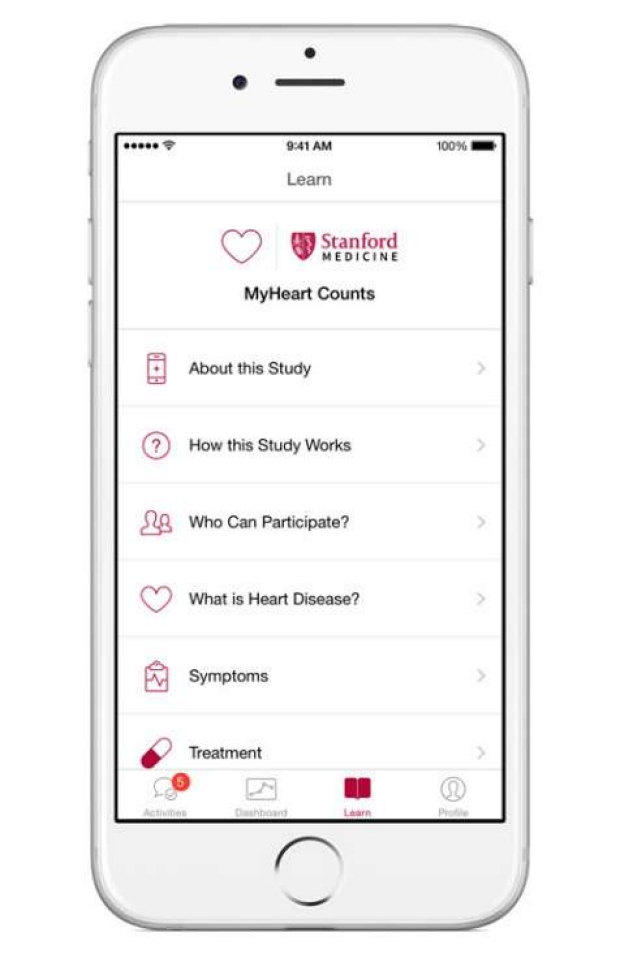 9:41 AM
100%
Learn
Stanford
MEDICINE
MyHeart Counts
About this Study
? How this Study Works
Who Can Participate?
What is Heart Disease?
Symptoms
Treatment
5
Activities
Dashboard
Learn
Profile